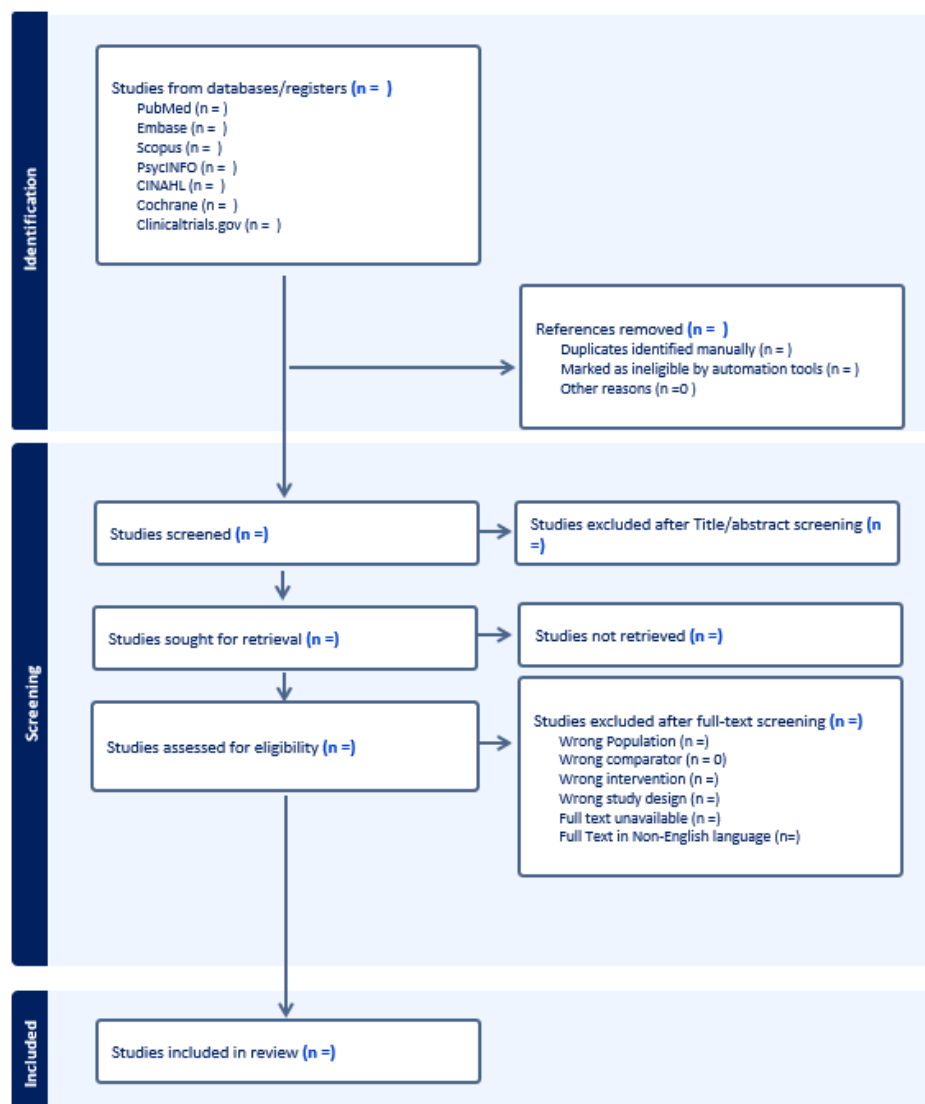 Identification
Studies from databases/registers (n =  )
PubMed (n = )
Embase (n =  )
Scopus (n =  )
PsycINFO (n =  )
CINAHL (n =  )
Cochrane (n =  )
Clinicaltrials.gov (n =  )
References removed (n =  )
Duplicates identified manually (n = )
Marked as ineligible by automation tools (n = )
Other reasons (n =0 )
Screening
Studies screened (n =)
Studies excluded after Title/abstract screening (n
=)
Studies sought for retrieval (n =)
Studies not retrieved (n =)
Studies assessed for eligibility (n =)
Studies excluded after full-text screening (n =)
Wrong Population (n =)
Wrong comparator (n = 0)
Wrong intervention (n =)
Wrong study design (n =)
Full text unavailable (n =)
Full Text in Non-English language (n=)
Included
Studies included in review (n =)